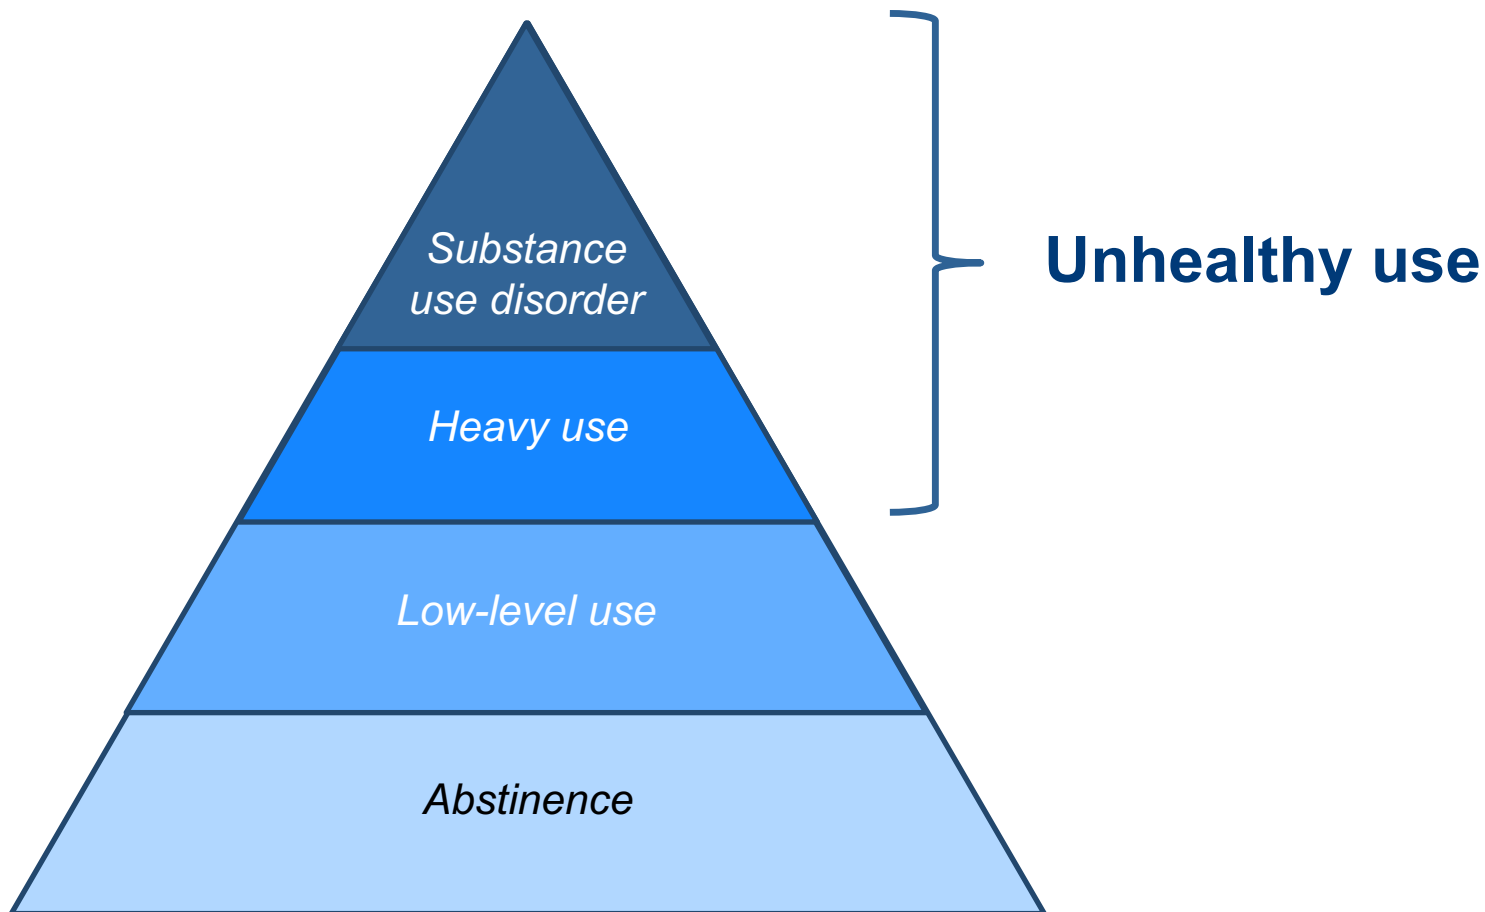 Substance
use disorder
Unhealthy use
Heavy use
Low-level use
Abstinence